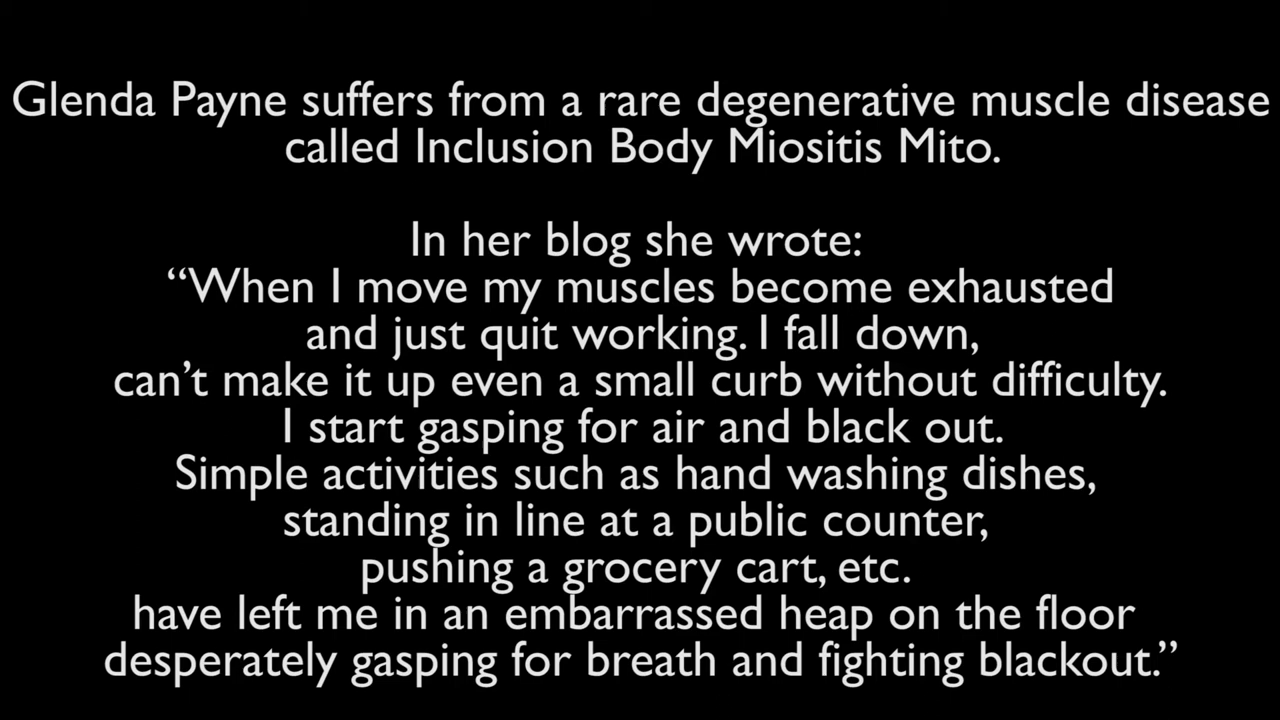 Glenda Payne suffers from a rare degenerative muscle disease
called Inclusion Body Miositis Mito.
In her blog she wrote:
“When I move my muscles become exhausted
and just quit working. I fall down,
can’t make it up even a small curb without difficulty.
I start gasping for air and black out.
Simple activities such as hand washing dishes,
standing in line at a public counter,
pushing a grocery cart, etc.
have left me in an embarrassed heap on the floor
desperately gasping for breath and fighting blackout.”